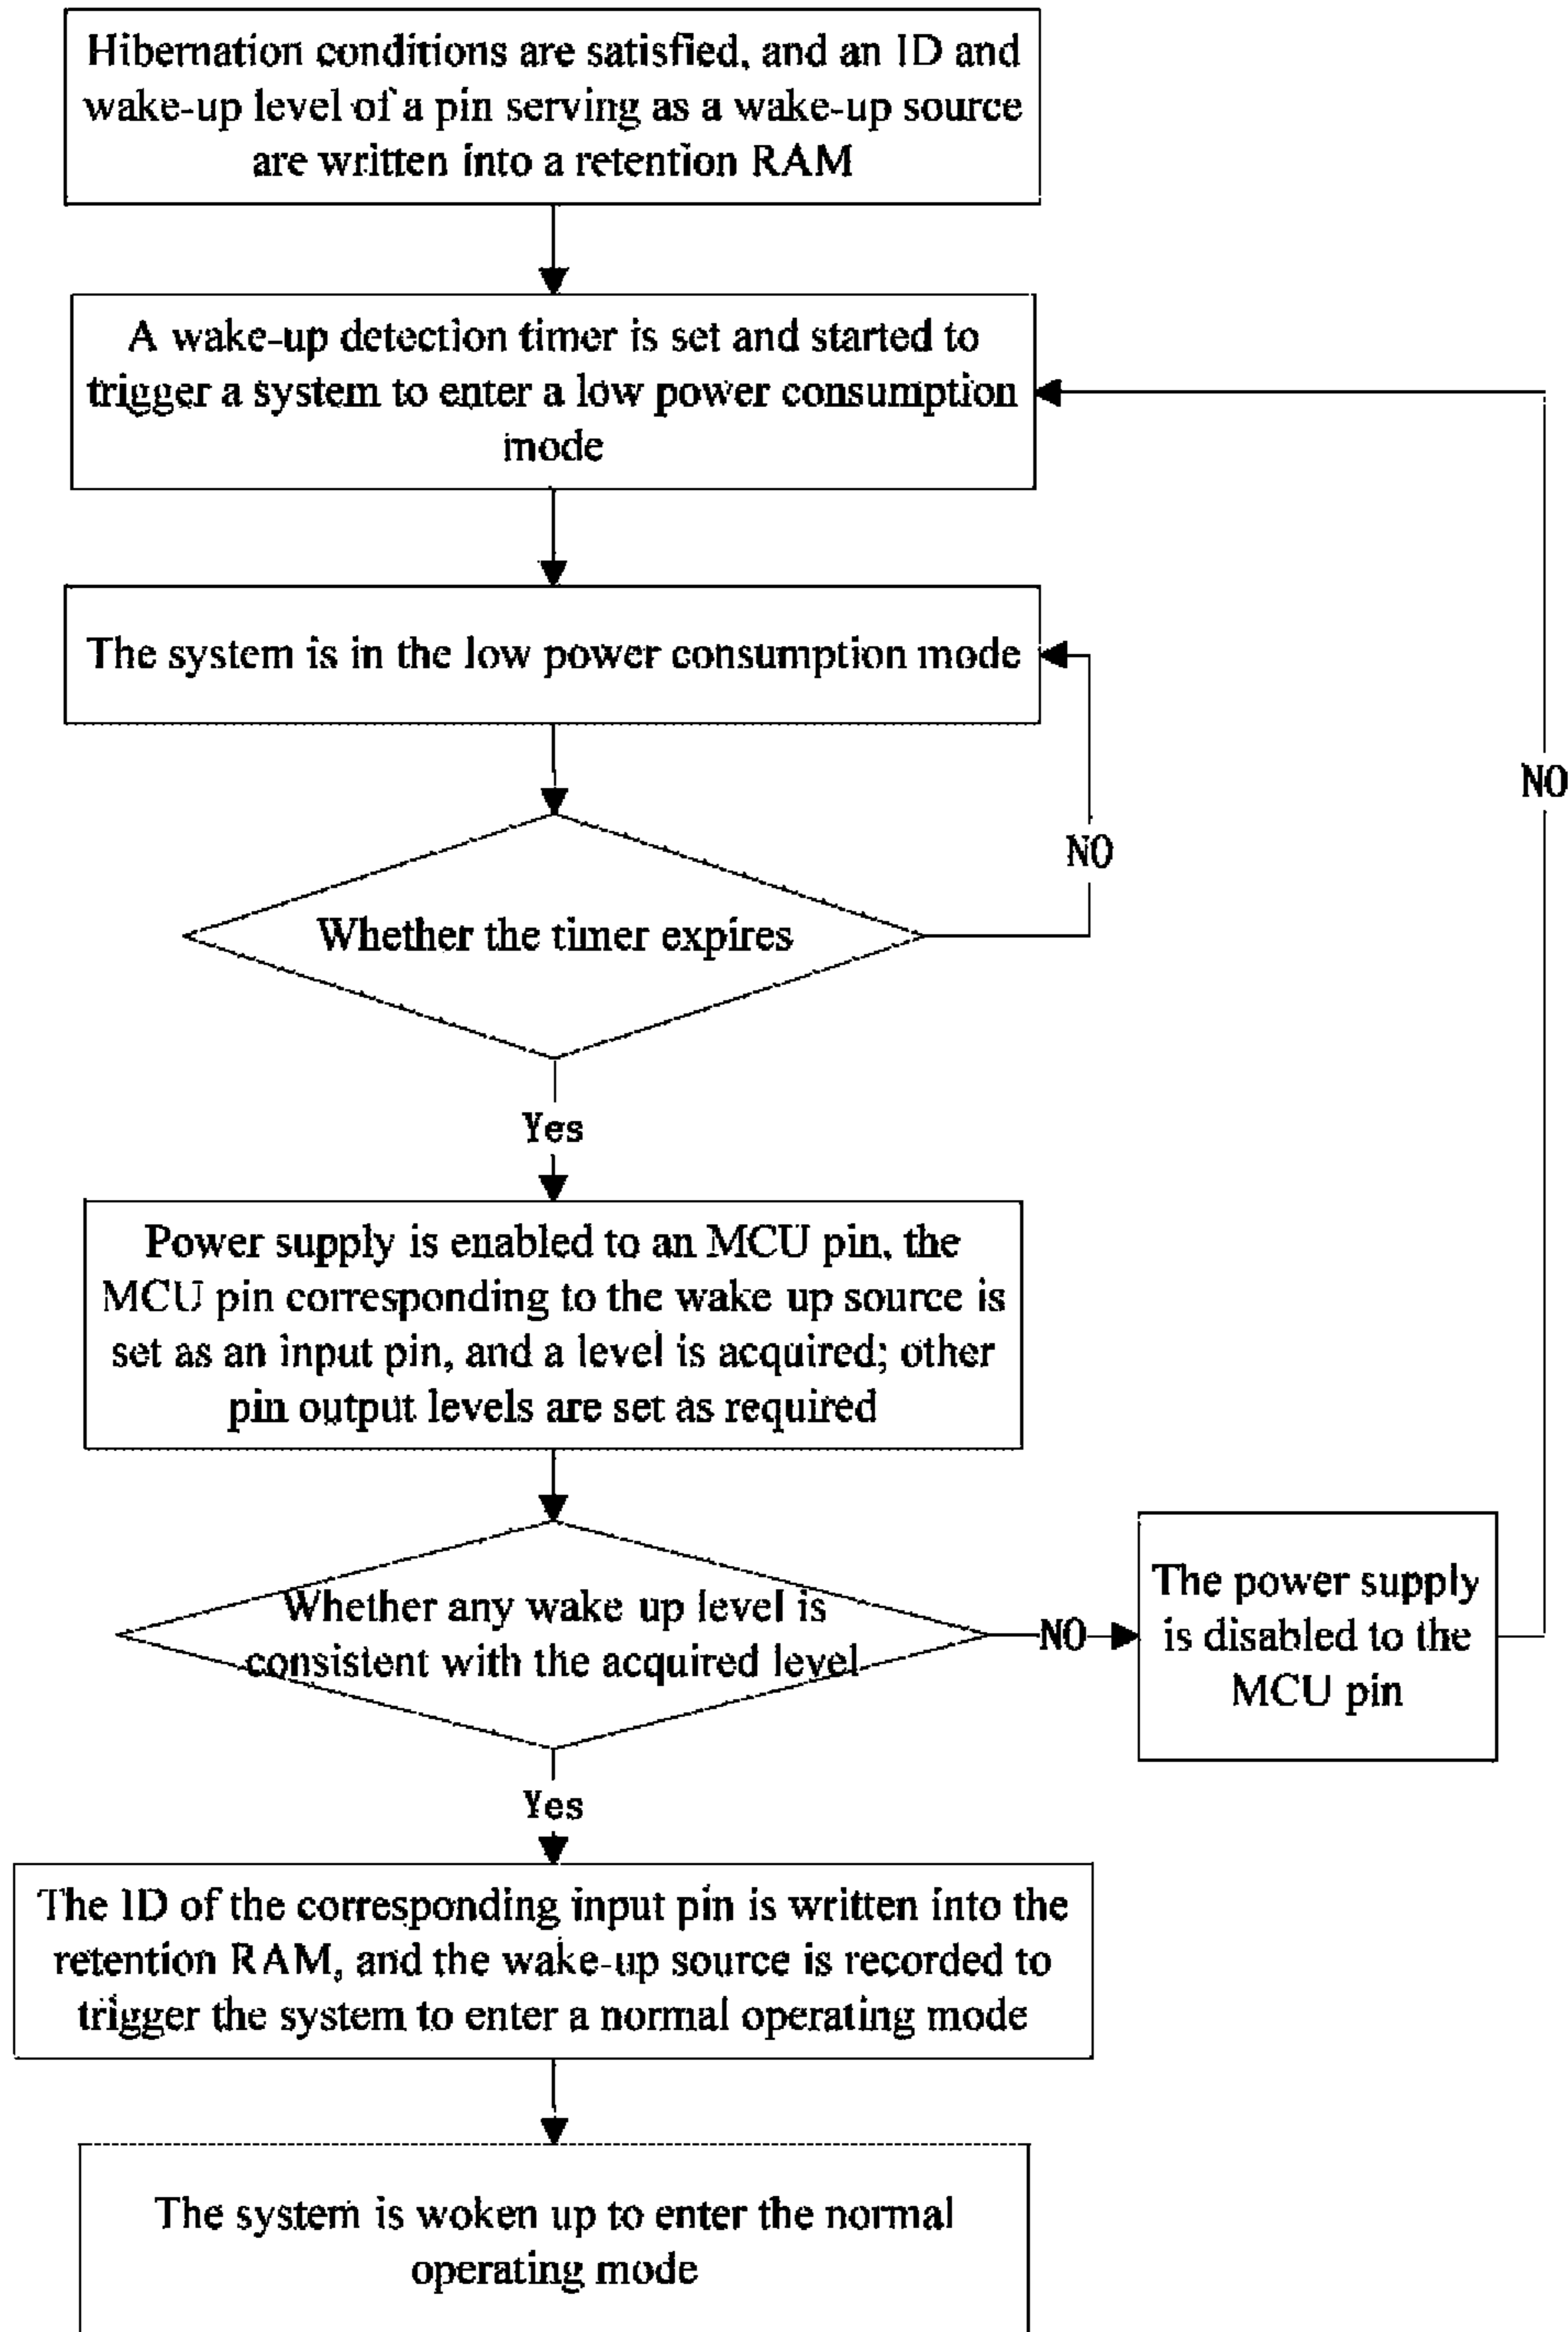 Hibernation conditions are satisfied, and an ID and
wake-up level of a pin serving as a wake-up source
are written into a retention RAM
A wake-up detection timer is set and started to
trigger a system to enter a low power consumption
mode
The system is in the low power consumption mode
NO
NO
Whether the timer expires
Yes
Power supply is enabled to an MCU pin, the
MCU pin corresponding to the wake up source is
set as an input pin, and a level is acquired; other
pin output levels are set as required
Whether any wake up level is
consistent with the acquired level
NO
The power supply
is disabled to the
MCU pin
Yes
The ID of the corresponding input pin is written into the
retention RAM, and the wake-up source is recorded to
trigger the system to enter a normal operating mode
The system is woken up to enter the normal
operating mode